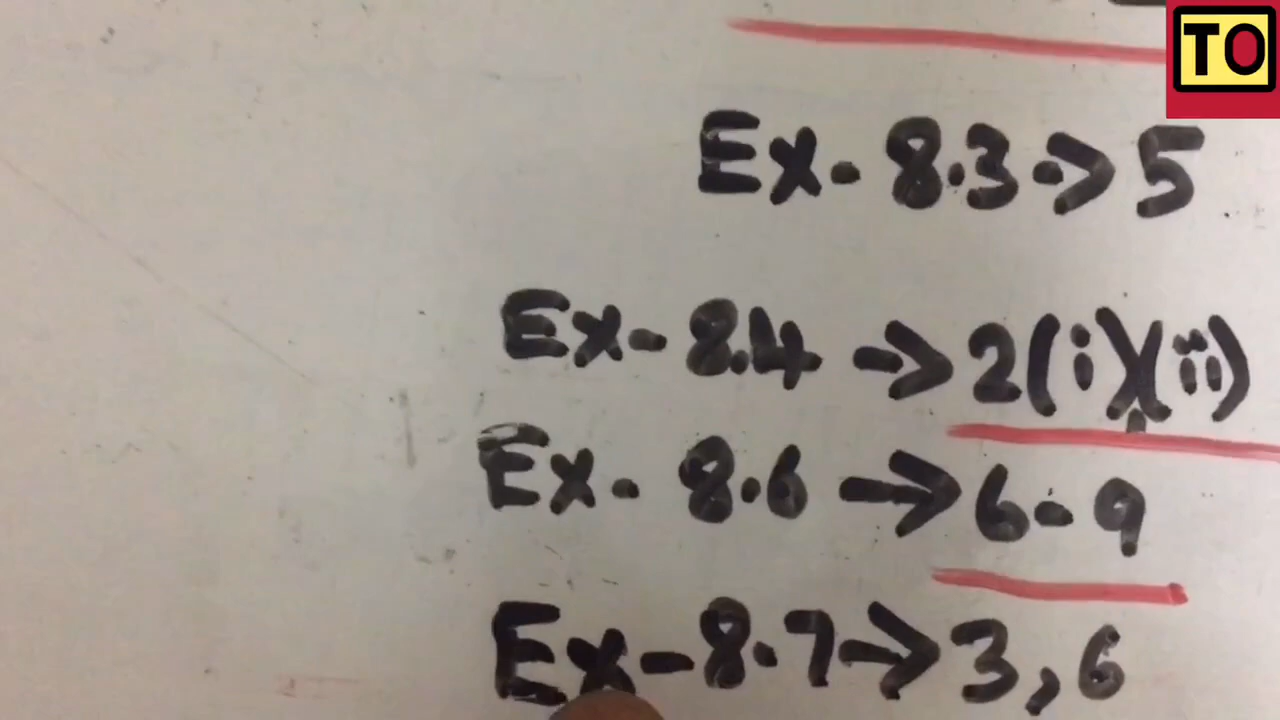 TO
Ex. 8.3 -> 5
Ex- 8.4 -> 2(i)(ii)
Ex. 8.6 -> 6-9
Ex-8.7-> 3,6